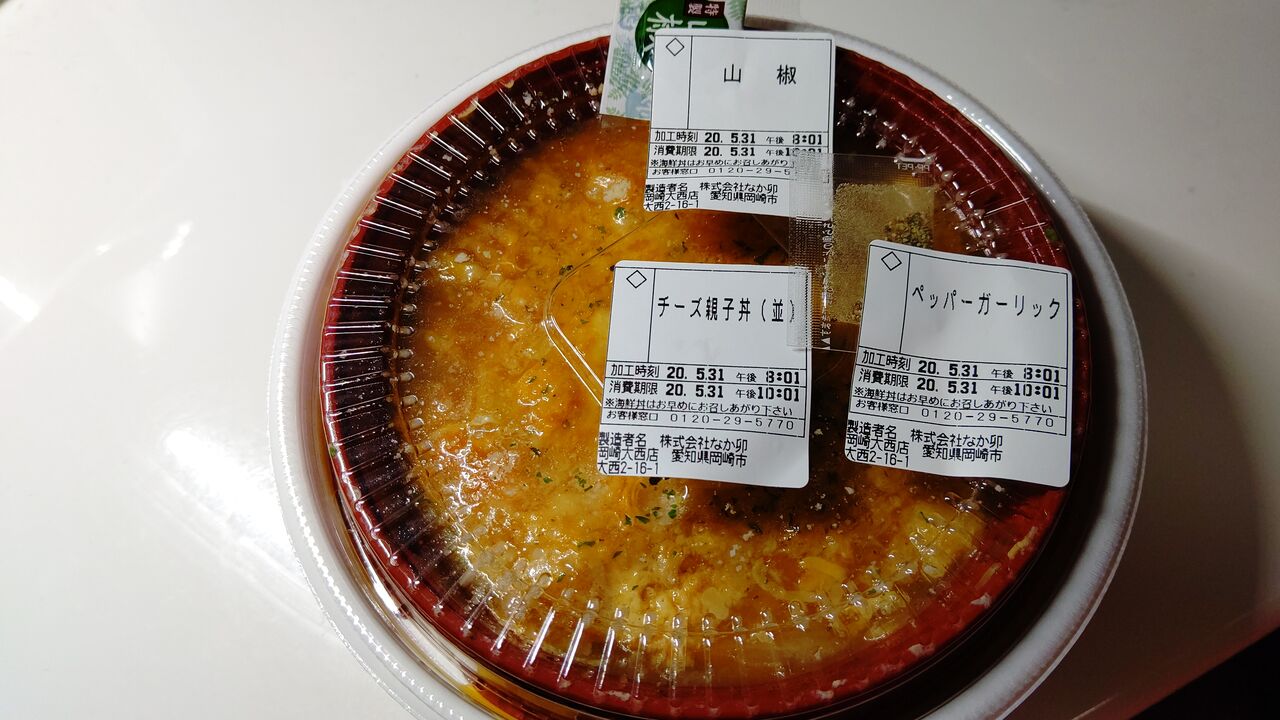 特製
山椒
山 椒
加工時刻 20. 5.31 午後 8:01
消費期限 20. 5.31 午後
※海鮮丼はお早めにお召しあがり
お客様窓口 0120-29-5
製造者名 株式会社なか卯
岡崎大西店 愛知県岡崎市
大西2-16-1
PP,PET
チーズ親子丼(並)
加工時刻 20. 5.31 午後 8:01
消費期限 20. 5.31 午後10:01
※海鮮丼はお早めにお召しあがり下さい
お客様窓口 0120-29-5770
製造者名 株式会社なか卯
岡崎大西店 愛知県岡崎市
大西2-16-1
ペッパーガーリック
加工時刻 20. 5.31 午後 8:01
消費期限 20. 5.31 午後10:01
※海鮮丼はお早めにお召しあがり下さい
お客様窓口 0120-29-5770
製造者名 株式会社なか卯
岡崎大西店 愛知県岡崎市
大西2-16-1